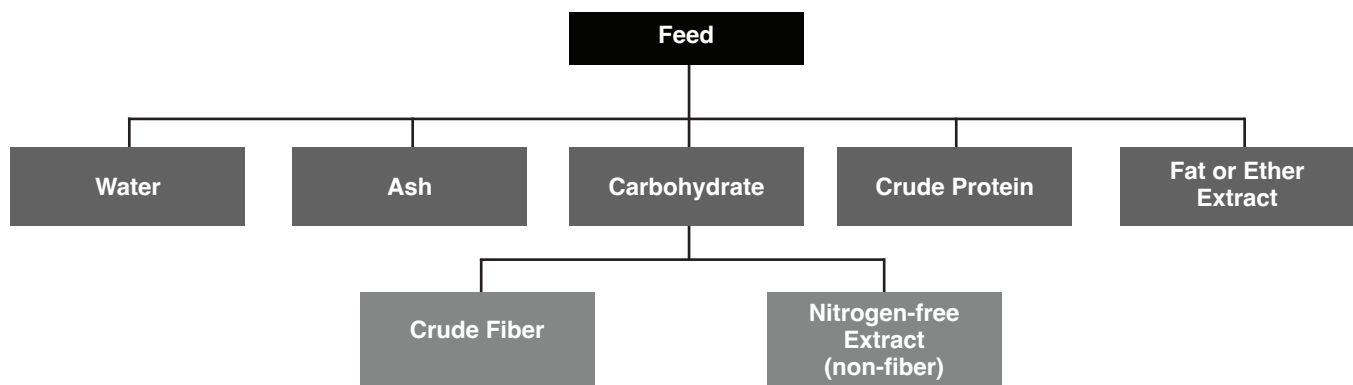 Feed
Water
Ash
Carbohydrate
Crude Protein
Fat or Ether
Extract
Crude Fiber
Nitrogen-free
Extract
(non-fiber)